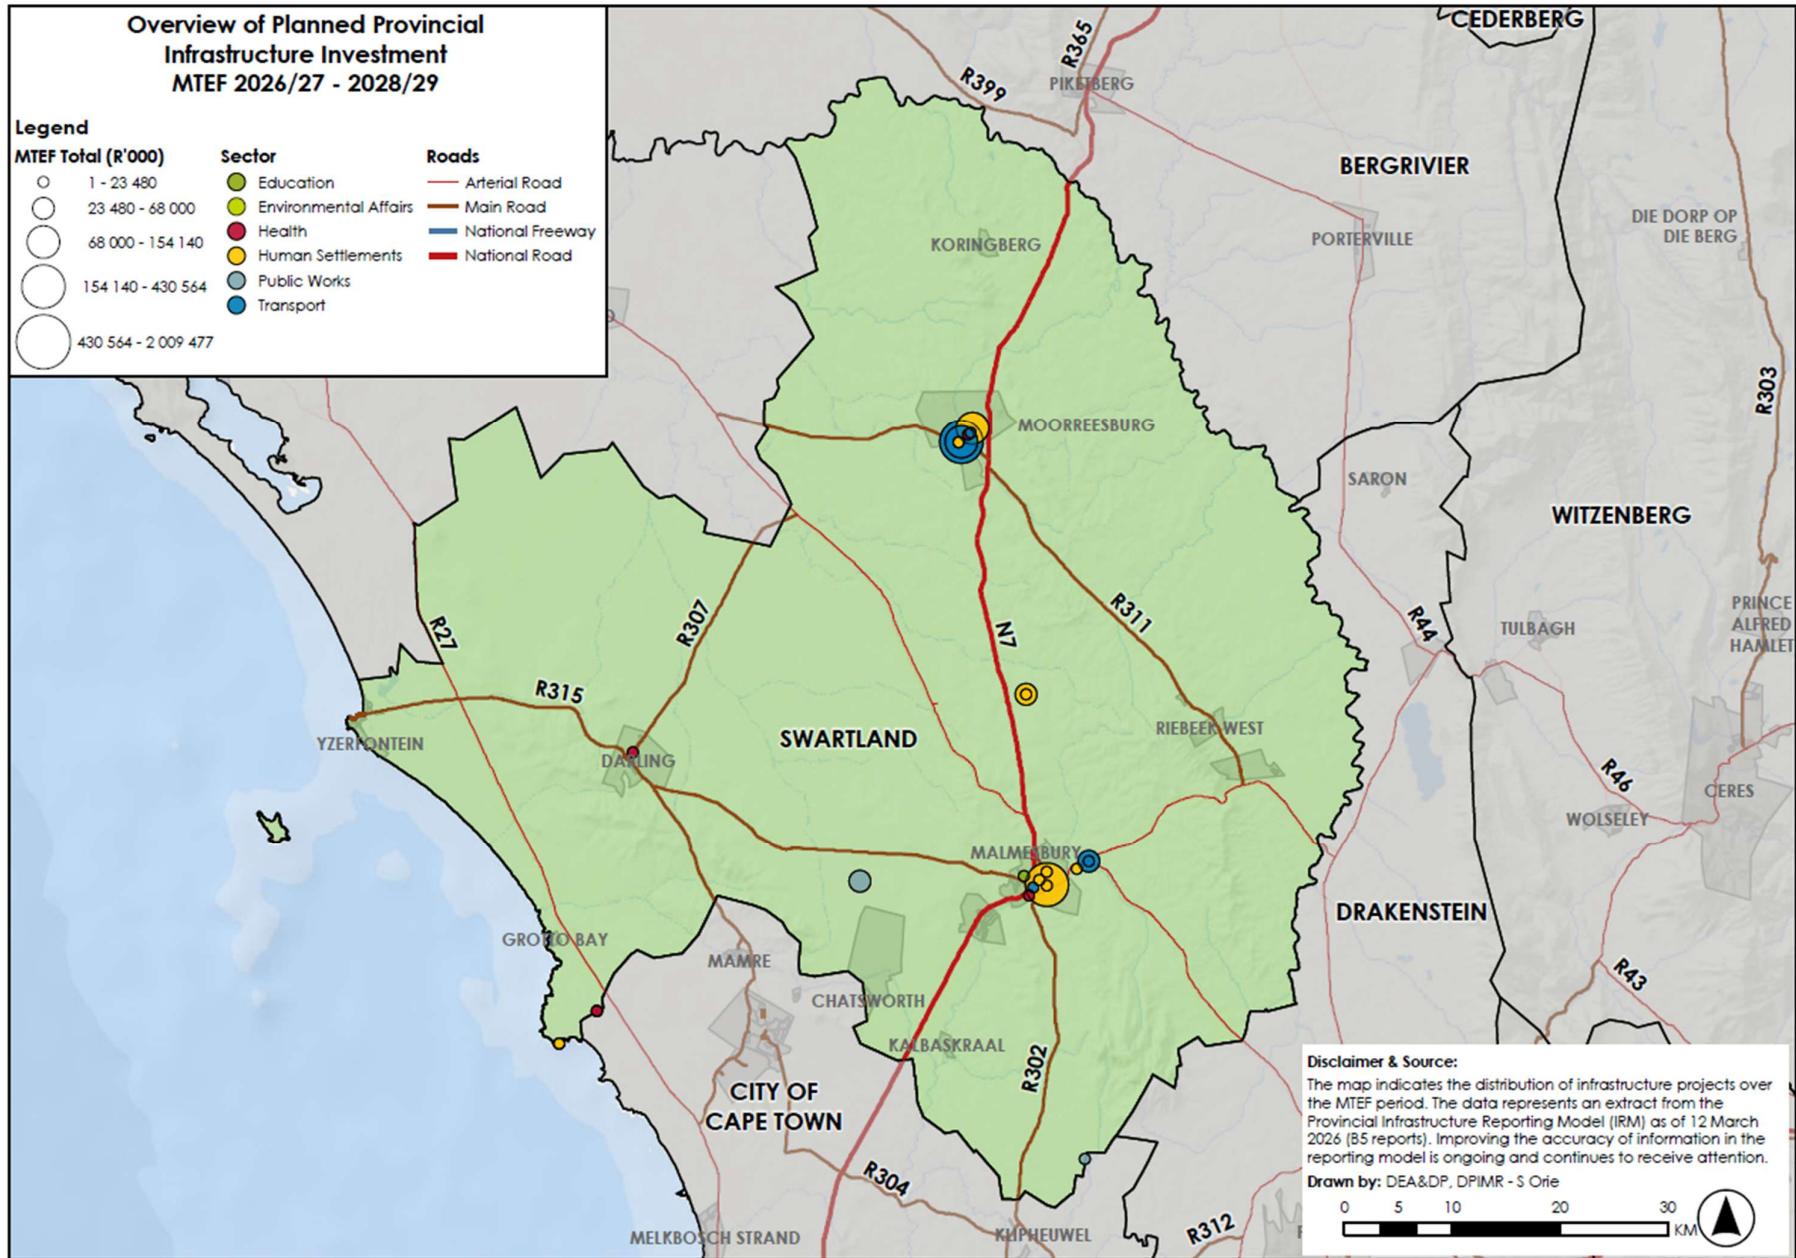 Overview of Planned Provincial
Infrastructure Investment
MTEF 2026/27 - 2028/29
Legend
MTEF Total (R'000)
1 - 23 480
23 480 - 68 000
68 000 - 154 140
154 140 - 430 564
430 564 - 2 009 477
Sector
Education
Environmental Affairs
Health
Human Settlements
Public Works
Transport
Roads
Arterial Road
Main Road
National Freeway
National Road
CEDERBERG
R365
R399
PIKETBERG
BERGRIVIER
DIE DORP OP
DIE BERG
KORINGBERG
PORTERVILLE
R303
MOORREESBURG
SARON
WITZENBERG
R27
R307
N7
R311
R44
TULBAGH
PRINCE
ALFRED
HAMLET
R315
YZERFONTEIN
DARLING
SWARTLAND
RIEBEEK WEST
R46
CERES
WOLSELEY
MALMESBURY
DRAKENSTEIN
GROTTO BAY
MAMRE
CHATSWORTH
R43
KALBASKRAAL
R302
CITY OF
CAPE TOWN
R304
MELKBOSCH STRAND
KLIPHEUWEL
R312
Disclaimer & Source:
The map indicates the distribution of infrastructure projects over
the MTEF period. The data represents an extract from the
Provincial Infrastructure Reporting Model (IRM) as of 12 March
2026 (B5 reports). Improving the accuracy of information in the
reporting model is ongoing and continues to receive attention.
Drawn by: DEA&DP, DPIMR - S Orie
0 5 10 20 30
KM